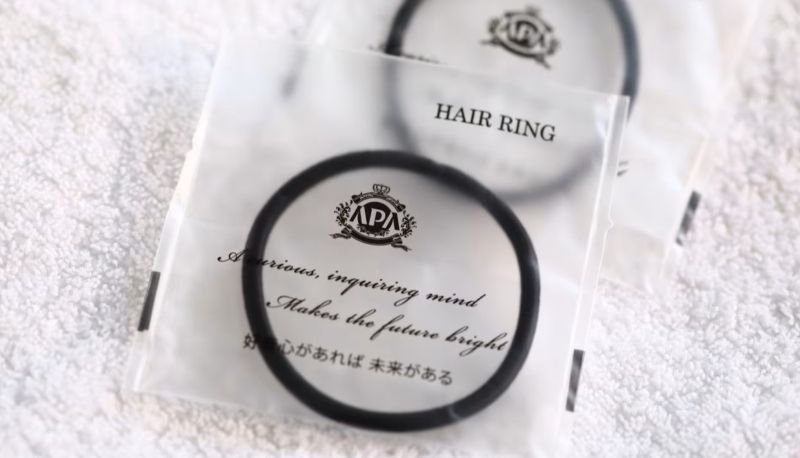 APA
HAIR RING
APA
A curious, inquiring mind
Makes the future bright
好奇心があれば 未来がある